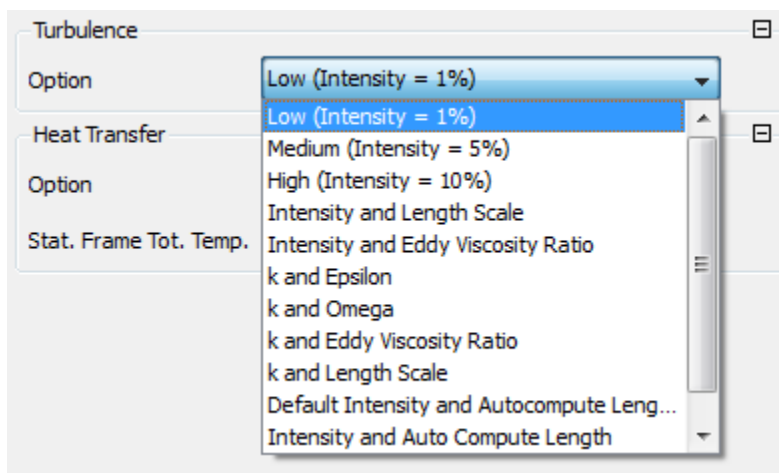 Turbulence
Option Low (Intensity = 1%)
Low (Intensity = 1%)
Heat Transfer
Medium (Intensity = 5%)
Option High (Intensity = 10%)
Intensity and Length Scale
Stat. Frame Tot. Temp. Intensity and Eddy Viscosity Ratio
k and Epsilon
k and Omega
k and Eddy Viscosity Ratio
k and Length Scale
Default Intensity and Autocompute Leng...
Intensity and Auto Compute Length